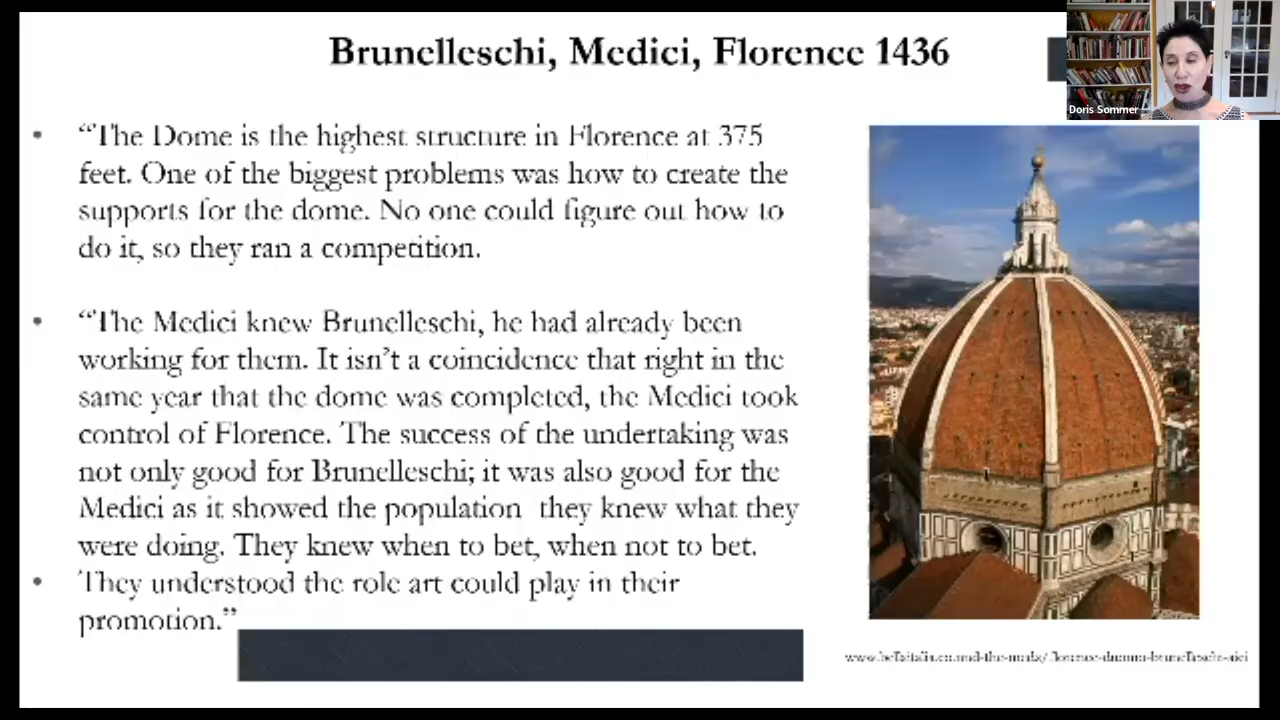 Brunelleschi, Medici, Florence 1436
Doris Sommer
• “The Dome is the highest structure in Florence at 375
feet. One of the biggest problems was how to create the
supports for the dome. No one could figure out how to
do it, so they ran a competition.
• “The Medici knew Brunelleschi, he had already been
working for them. It isn’t a coincidence that right in the
same year that the dome was completed, the Medici took
control of Florence. The success of the undertaking was
not only good for Brunelleschi; it was also good for the
Medici as it showed the population they knew what they
were doing. They knew when to bet, when not to bet.
• They understood the role art could play in their
promotion.”